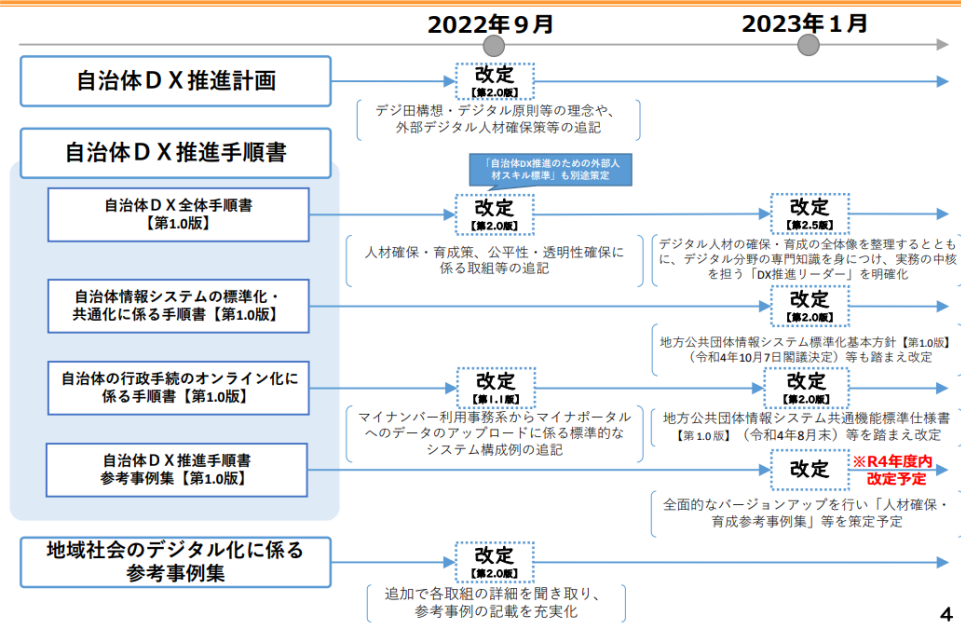 2022年９月
2023年１月
自治体ＤＸ推進計画
改定
【第2.0版】
デジ田構想・デジタル原則等の理念や、
外部デジタル人材確保策等の追記
自治体DX推進手順書
「自治体DX推進のための外部人
材スキル標準」も別途策定
自治体ＤＸ全体手順書
【第1.0版】
改定
【第2.0版】
改定
【第2.5版】
人材確保・育成策、公平性・透明性確保に
係る取組等の追記
デジタル人材の確保・育成の全体像を整理するととも
に、デジタル分野の専門知識を身につけ、実務の中核
を担う「DX推進リーダー」を明確化
自治体情報システムの標準化・
共通化に係る手順書【第1.0版】
改定
【第2.0版】
地方公共団体情報システム標準化基本方針【第1.0版】
（令和4年10月7日閣議決定）等も踏まえ改定
自治体の行政手続のオンライン化に
係る手順書【第1.0版】
改定
【第1.1版】
改定
【第2.0版】
マイナンバー利用事務系からマイナポータル
へのデータのアップロードに係る標準的な
システム構成例の追記
地方公共団体情報システム共通機能標準仕様書
【第1.0版】（令和4年8月末）等を踏まえ改定
自治体ＤＸ推進手順書
参考事例集【第1.0版】
改定
※R4年度内
改定予定
全面的なバージョンアップを行い「人材確保・
育成参考事例集」等を策定予定
地域社会のデジタル化に係る
参考事例集
改定
【第2.0版】
追加で各取組の詳細を聞き取り、
参考事例の記載を充実化
4